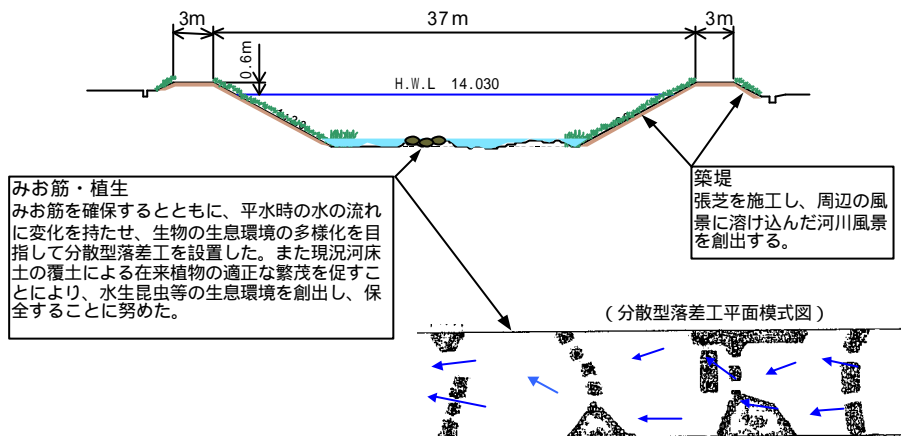 3m
37m
3m
0.6m
H.W.L 14.030
みお筋・植生
みお筋を確保するとともに、平水時の水の流れ
に変化を持たせ、生物の生息環境の多様化を目
指して分散型落差工を設置した。また現況河床
土の覆土による在来植物の適正な繁茂を促すこ
とにより、水生昆虫等の生息環境を創出し、保
全することに努めた。
築堤
張芝を施工し、周辺の風
景に溶け込んだ河川風景
を創出する。
(分散型落差工平面模式図)